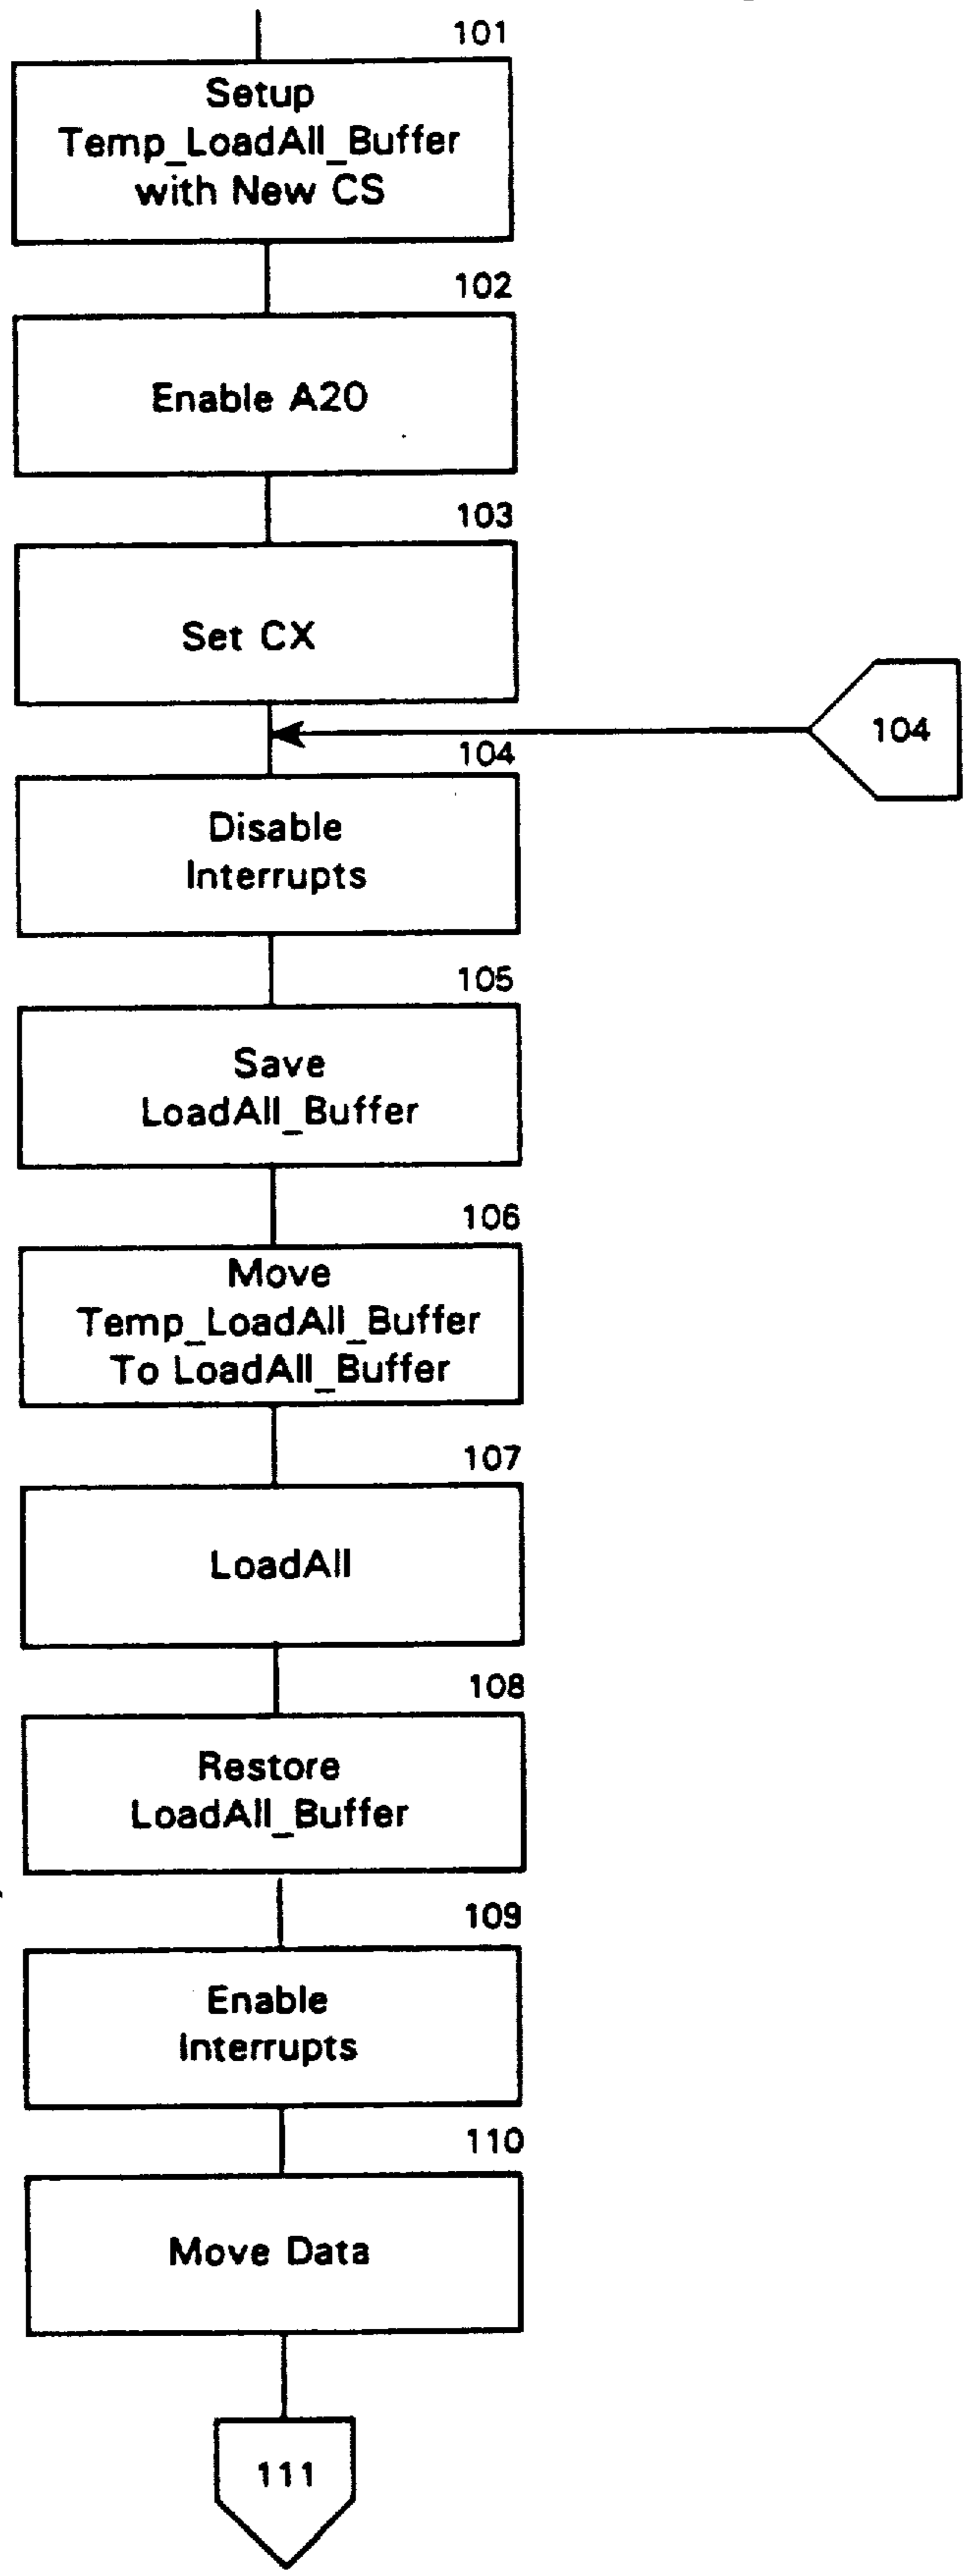 101
Setup
Temp_LoadAll_Buffer
with New CS
102
Enable A20
103
Set CX
104
104
Disable
Interrupts
105
Save
LoadAll_Buffer
106
Move
Temp_LoadAll_Buffer
To LoadAll_Buffer
107
LoadAll
108
Restore
LoadAll_Buffer
109
Enable
Interrupts
110
Move Data
111